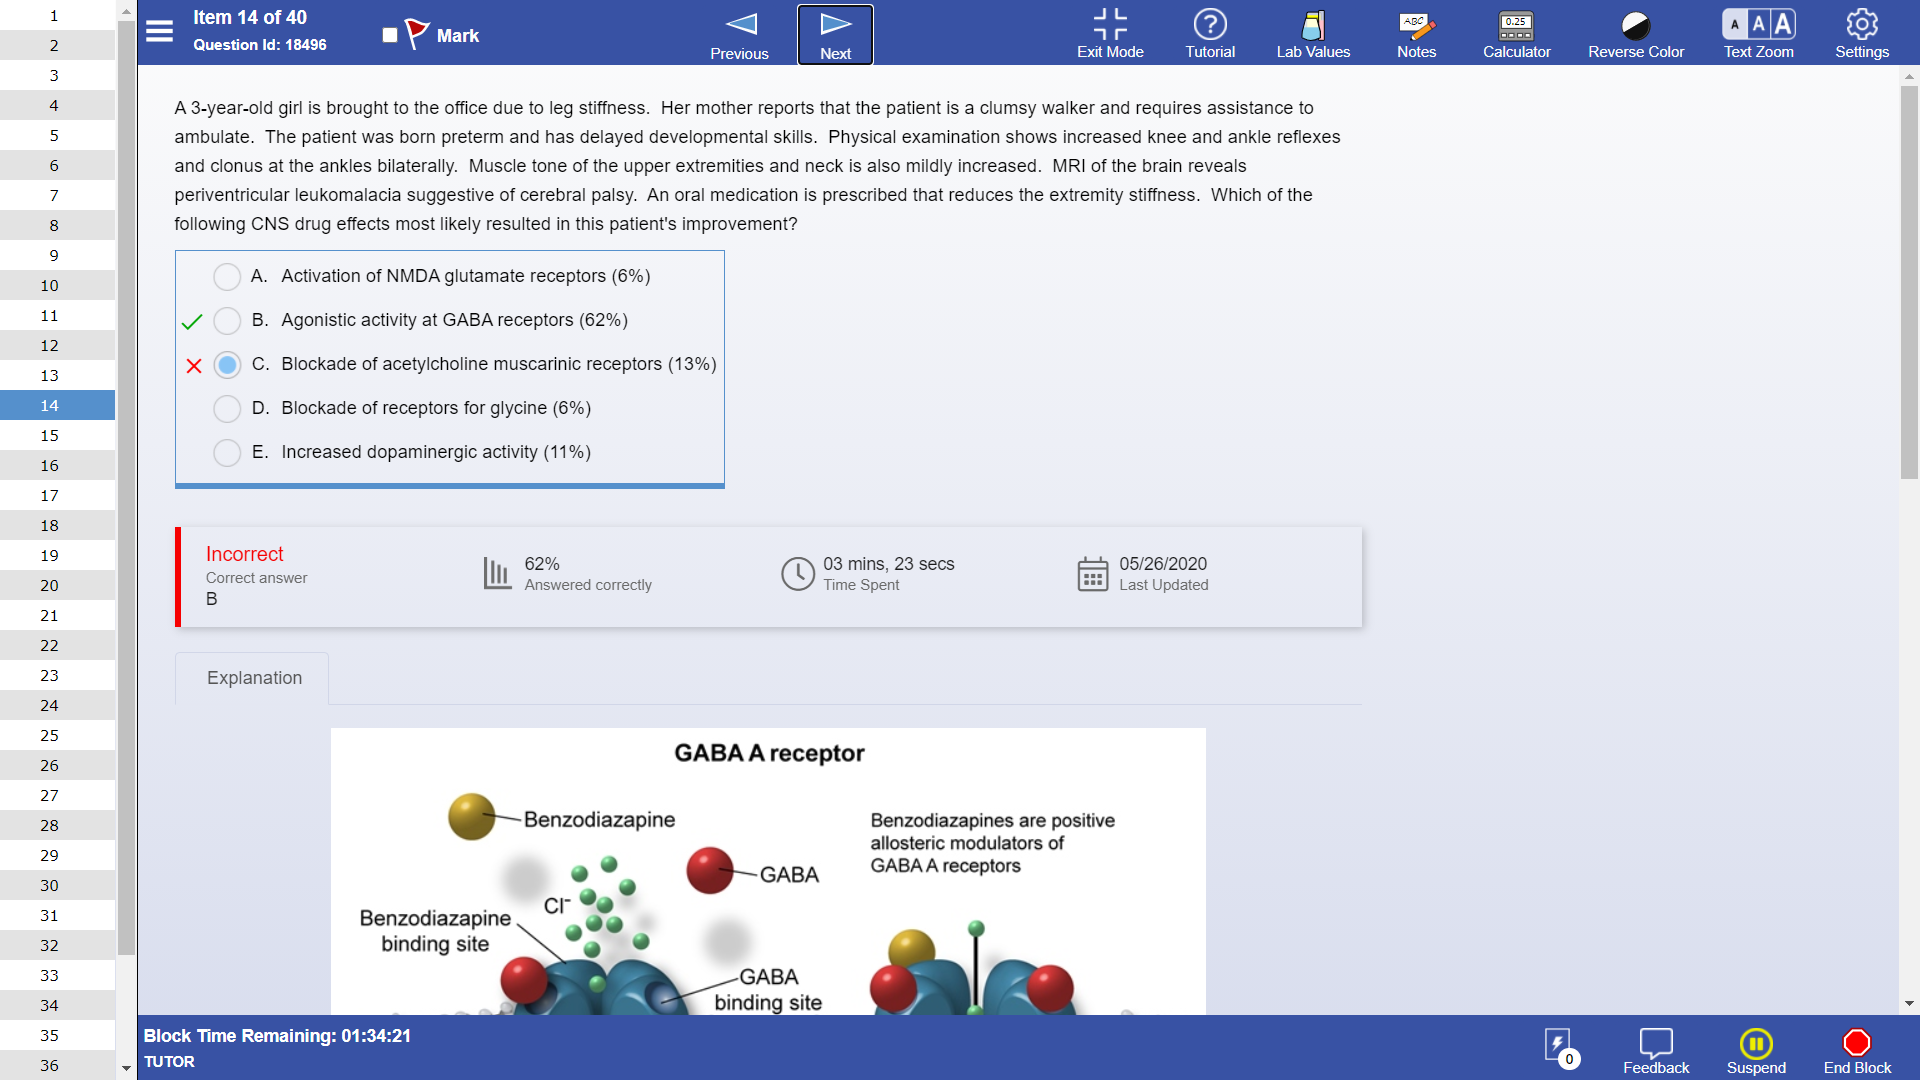 1
2
3
4
5
6
7
8
9
10
11
12
13
14
15
16
17
18
19
20
21
22
23
24
25
26
27
28
29
30
31
32
33
34
35
36
Item 14 of 40
Question Id: 18496
Mark
Previous
Next
Exit Mode
Tutorial
Lab Values
ABC
Notes
0.25
Calculator
Reverse Color
A A A
Text Zoom
Settings
A 3-year-old girl is brought to the office due to leg stiffness. Her mother reports that the patient is a clumsy walker and requires assistance to
ambulate. The patient was born preterm and has delayed developmental skills. Physical examination shows increased knee and ankle reflexes
and clonus at the ankles bilaterally. Muscle tone of the upper extremities and neck is also mildly increased. MRI of the brain reveals
periventricular leukomalacia suggestive of cerebral palsy. An oral medication is prescribed that reduces the extremity stiffness. Which of the
following CNS drug effects most likely resulted in this patient's improvement?
A. Activation of NMDA glutamate receptors (6%)
B. Agonistic activity at GABA receptors (62%)
C. Blockade of acetylcholine muscarinic receptors (13%)
D. Blockade of receptors for glycine (6%)
E. Increased dopaminergic activity (11%)
Incorrect
Correct answer
B
62%
Answered correctly
03 mins, 23 secs
Time Spent
05/26/2020
Last Updated
Explanation
GABA A receptor
Benzodiazapine
GABA
Cl-
Benzodiazapine
binding site
GABA
binding site
Benzodiazapines are positive
allosteric modulators of
GABA A receptors
Block Time Remaining: 01:34:21
TUTOR
0
Feedback
Suspend
End Block